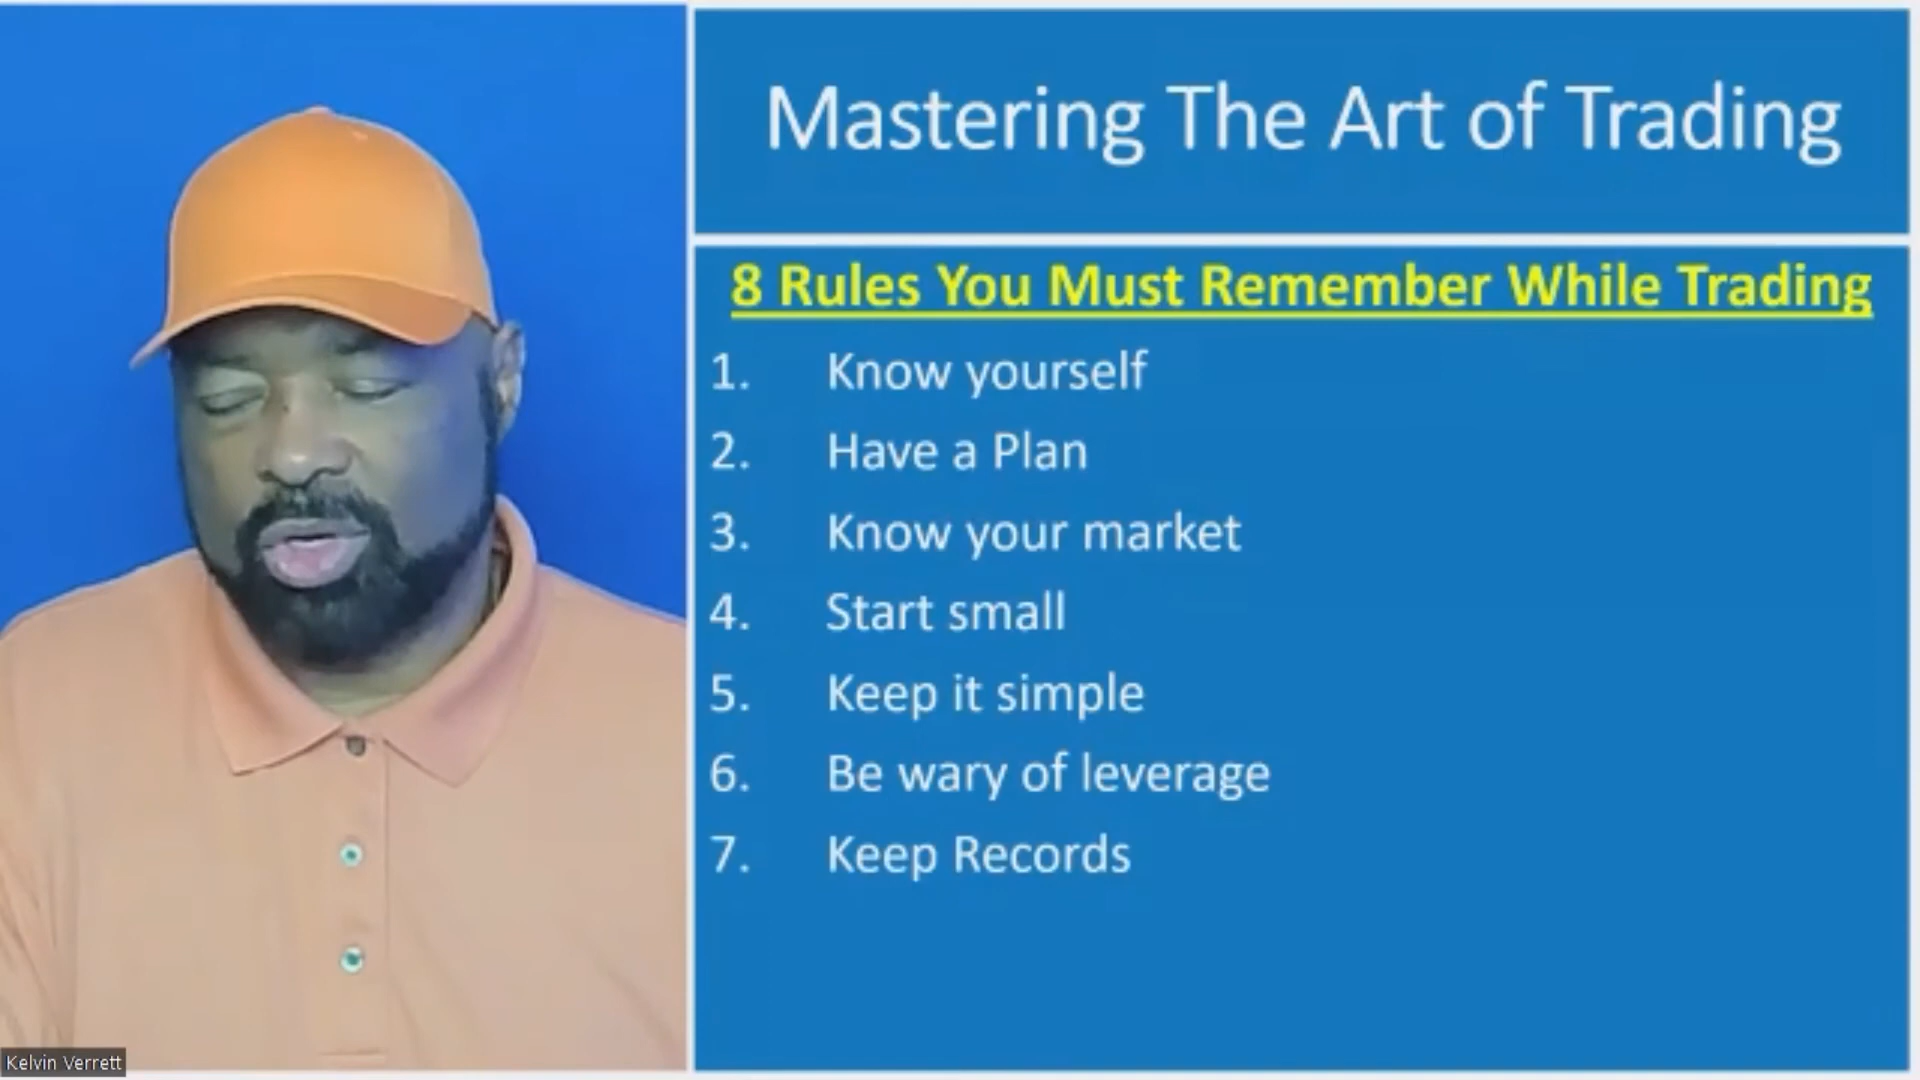 Mastering The Art of Trading
8 Rules You Must Remember While Trading
1. Know yourself
2. Have a Plan
3. Know your market
4. Start small
5. Keep it simple
6. Be wary of leverage
7. Keep Records
Kelvin Verrett